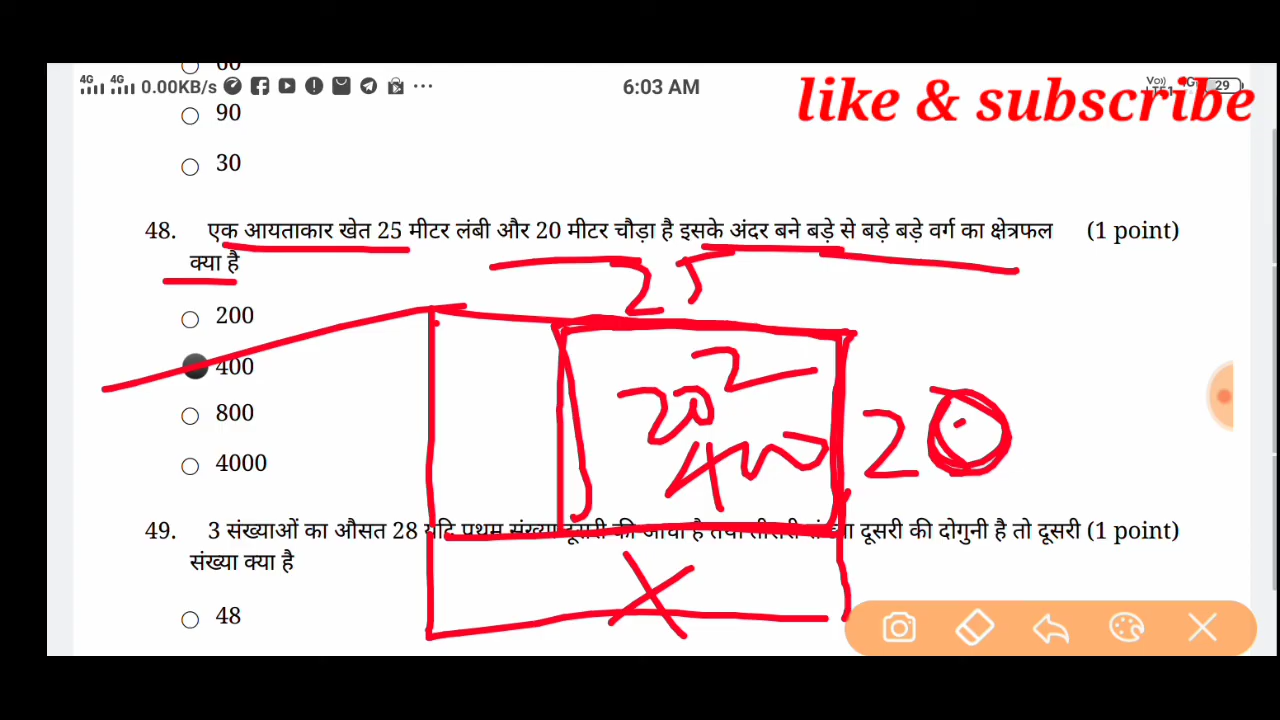 60
4G 4G 0.00KB/s ... 6:03 AM 4G 29
like & subscribe
90
30
48. एक आयताकार खेत 25 मीटर लंबी और 20 मीटर चौड़ा है इसके अंदर बने बड़े से बड़े बड़े वर्ग का क्षेत्रफल (1 point)
क्या है
25
200
400
20²
400
20
800
4000
49. 3 संख्याओं का औसत 28 यदि प्रथम संख्या दूसरी की आधी है तथा तीसरी संख्या दूसरी की दोगुनी है तो दूसरी (1 point)
संख्या क्या है
48